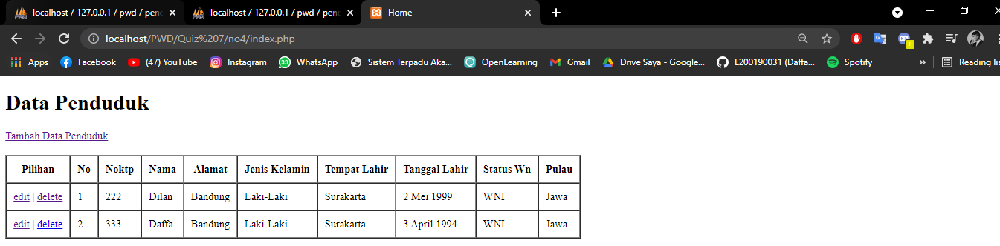 localhost / 127.0.0.1 / pwd / pend
localhost / 127.0.0.1 / pwd / pend
Home
localhost/PWD/Quiz%207/no4/index.php
Apps Facebook (47) YouTube Instagram 33 WhatsApp Sistem Terpadu Aka... OpenLearning Gmail Drive Saya - Google... L200190031 (Daffa... Spotify » Reading lis
Data Penduduk
Tambah Data Penduduk
Pilihan No Noktp Nama Alamat Jenis Kelamin Tempat Lahir Tanggal Lahir Status Wn Pulau
edit | delete 1 222 Dilan Bandung Laki-Laki Surakarta 2 Mei 1999 WNI Jawa
edit | delete 2 333 Daffa Bandung Laki-Laki Surakarta 3 April 1994 WNI Jawa